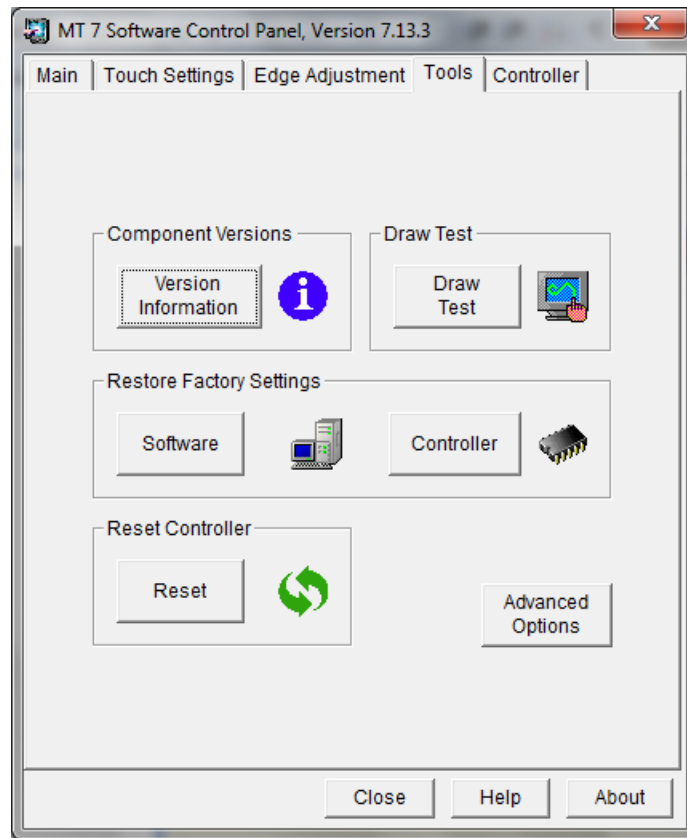 MT 7 Software Control Panel, Version 7.13.3
Main Touch Settings Edge Adjustment Tools Controller
Component Versions
Version
Information
Draw Test
Draw
Test
Restore Factory Settings
Software
Controller
Reset Controller
Reset
Advanced
Options
Close Help About